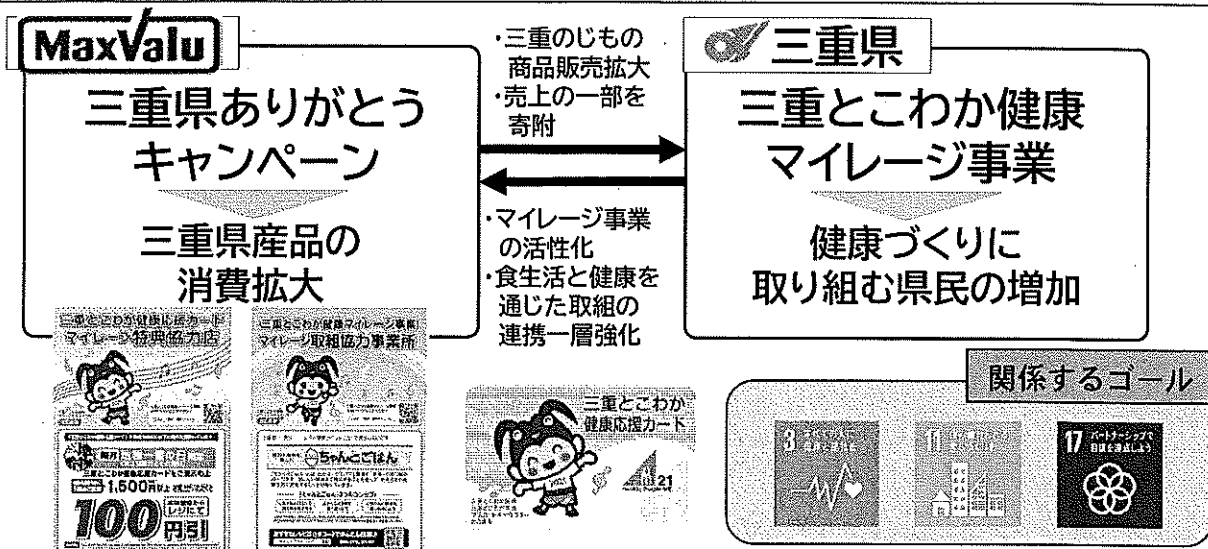 MaxValu
三重県ありがとう
キャンペーン
三重県産品の
消費拡大
・三重のじもの
商品販売拡大
・売上の一部を
寄附
・マイレージ事業
の活性化
・食生活と健康を
通じた取組の
連携一層強化
三重県
三重とこわか健康
マイレージ事業
健康づくりに
取り組む県民の増加
三重とこわか健康応援カード
マイレージ特典協力店
1,500円以上
レジにて
100円引
三重とこわか健康マイレージ事業
マイレージ取組協力事業所
ちゃんとごはん
三重とこわか
健康応援カード
21
関係するゴール
3
11
17 パートナーシップで
目標を達成しよう